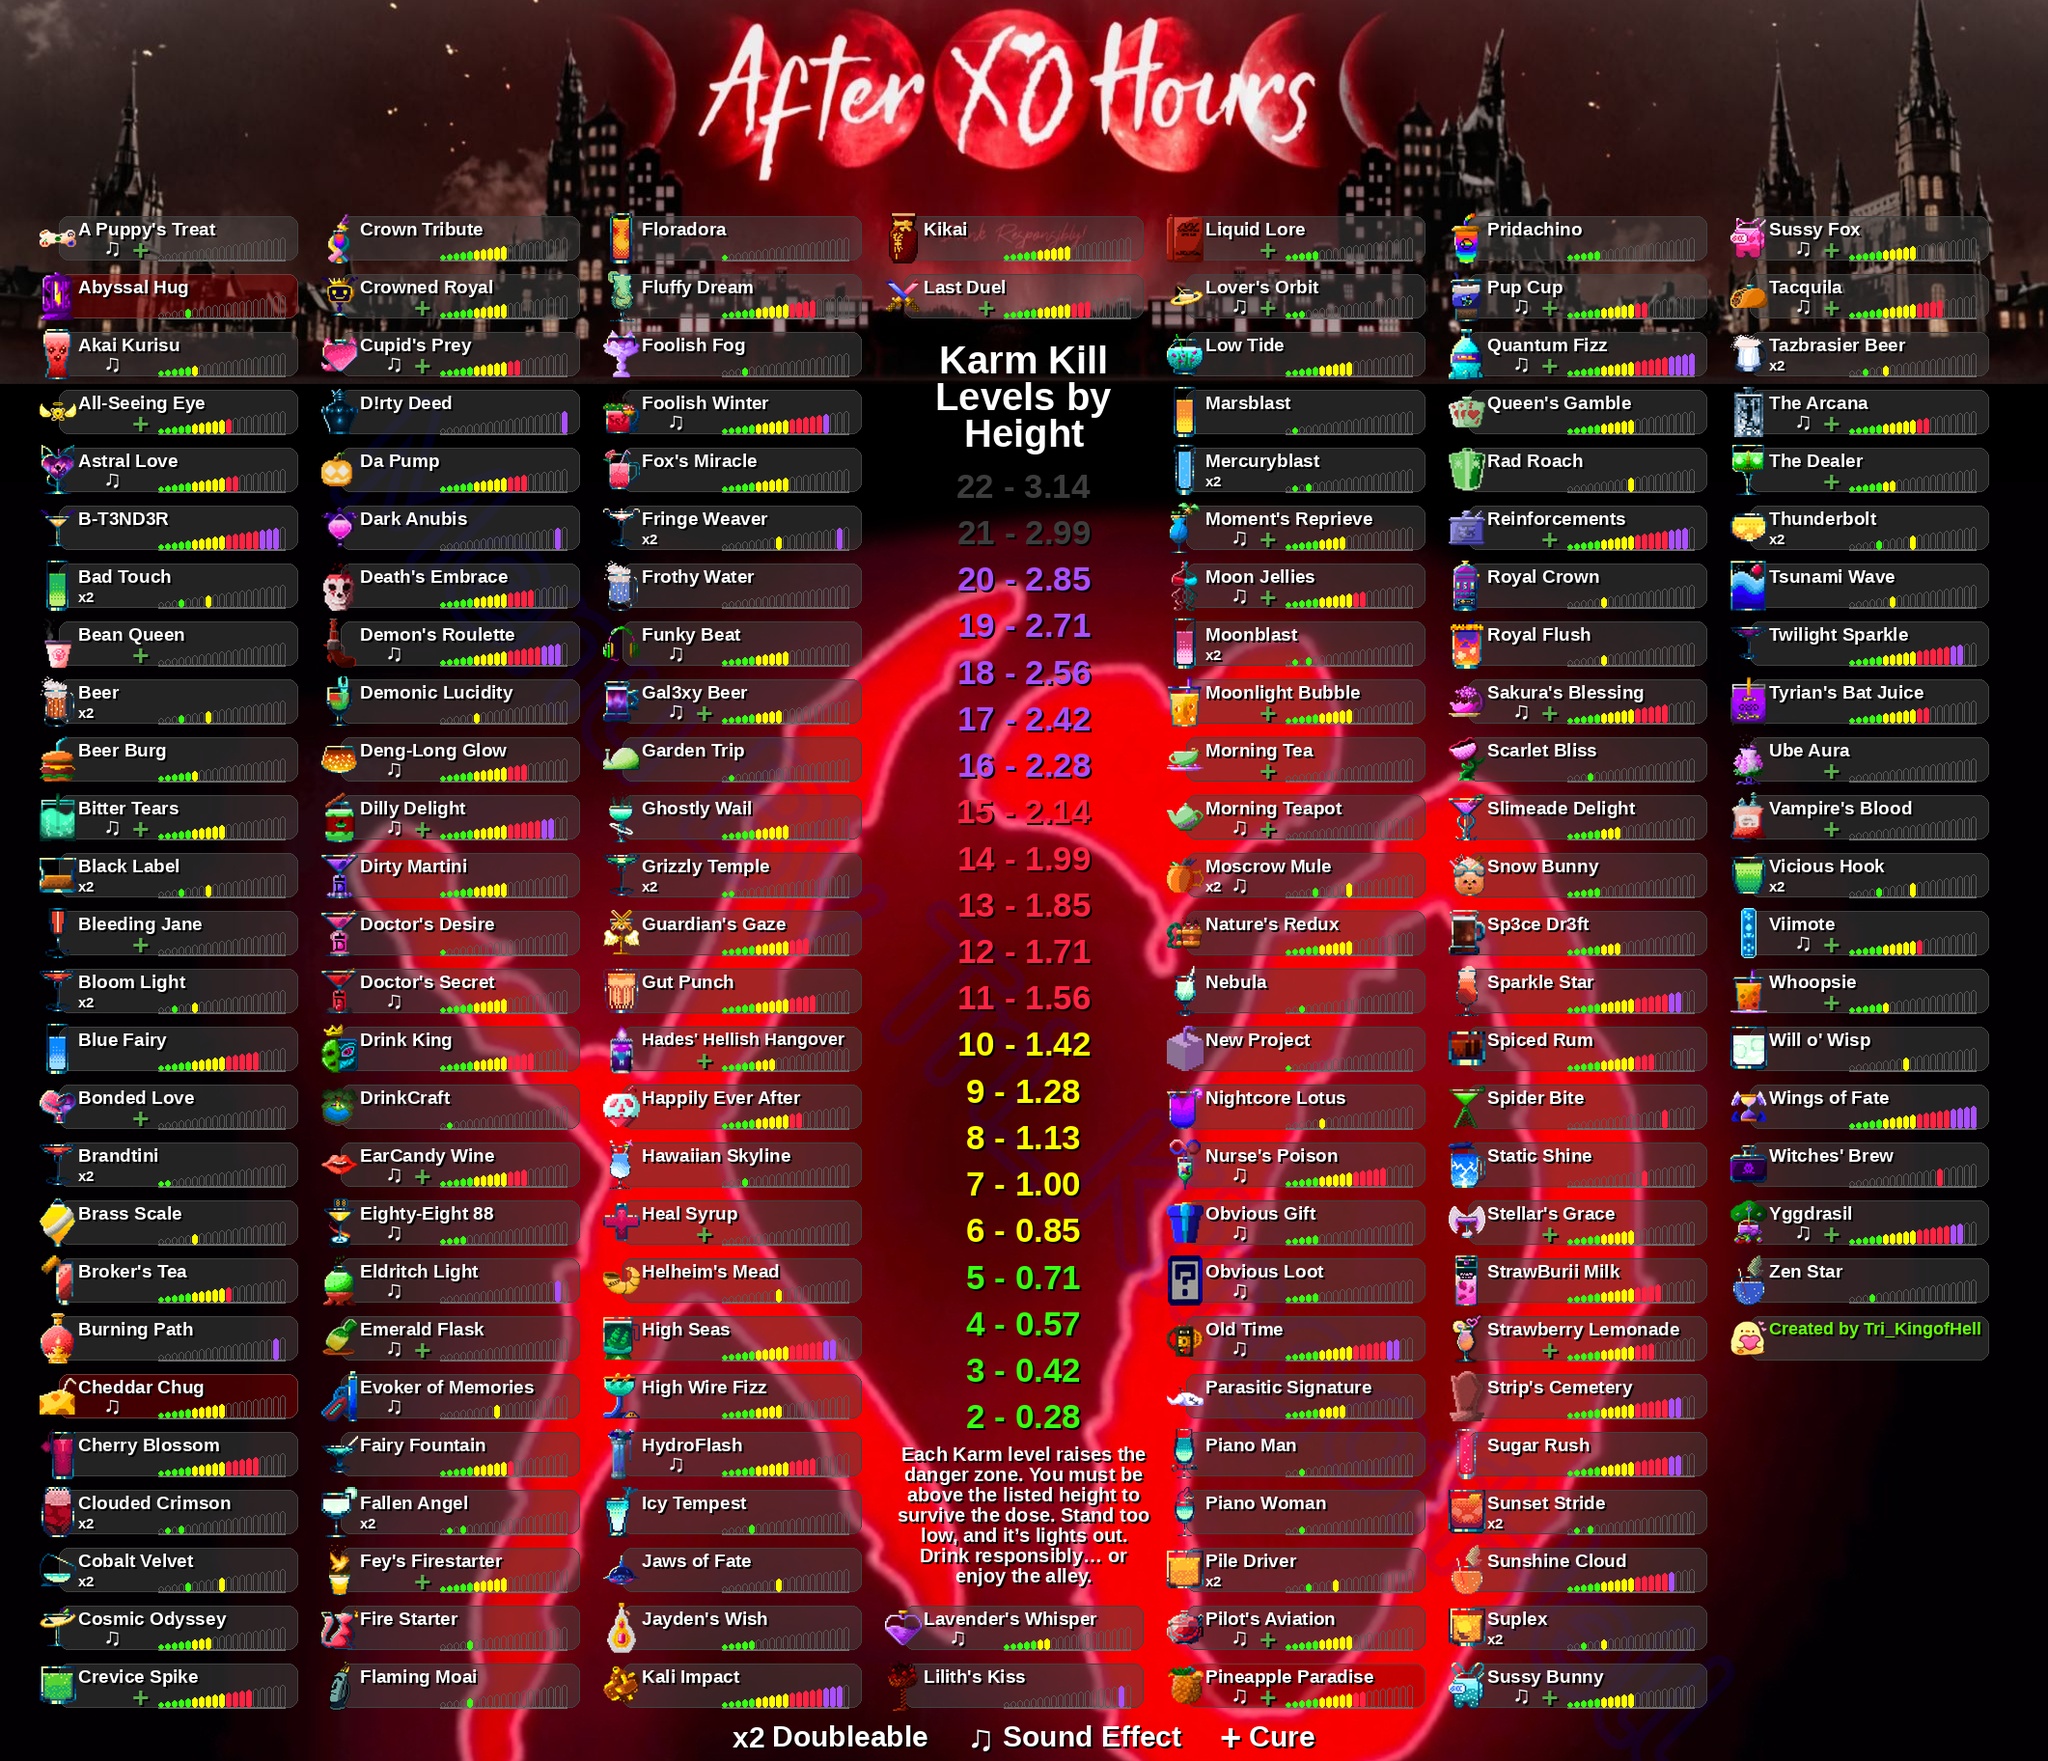 After XO Hours
A Puppy's Treat
♫ +
Abyssal Hug
Akai Kurisu
♫
All-Seeing Eye
+
Astral Love
♫
B-T3ND3R
Bad Touch
x2
Bean Queen
+
Beer
x2
Beer Burg
Bitter Tears
♫ +
Black Label
x2
Bleeding Jane
+
Bloom Light
x2
Blue Fairy
Bonded Love
+
Brandtini
x2
Brass Scale
Broker's Tea
Burning Path
Cheddar Chug
♫
Cherry Blossom
Clouded Crimson
x2
Cobalt Velvet
x2
Cosmic Odyssey
♫
Crevice Spike
+
Crown Tribute
Crowned Royal
+
Cupid's Prey
♫ +
D!rty Deed
Da Pump
Dark Anubis
Death's Embrace
Demon's Roulette
♫
Demonic Lucidity
Deng-Long Glow
♫
Dilly Delight
♫ +
Dirty Martini
Doctor's Desire
Doctor's Secret
♫
Drink King
DrinkCraft
EarCandy Wine
♫ +
Eighty-Eight 88
♫
Eldritch Light
♫
Emerald Flask
♫ +
Evoker of Memories
♫
Fairy Fountain
Fallen Angel
x2
Fey's Firestarter
+
Fire Starter
Flaming Moai
Floradora
Fluffy Dream
Foolish Fog
Foolish Winter
♫
Fox's Miracle
Fringe Weaver
x2
Frothy Water
Funky Beat
♫
Gal3xy Beer
♫ +
Garden Trip
Ghostly Wail
Grizzly Temple
x2
Guardian's Gaze
Gut Punch
Hades' Hellish Hangover
+
Happily Ever After
Hawaiian Skyline
Heal Syrup
+
Helheim's Mead
High Seas
High Wire Fizz
HydroFlash
♫
Icy Tempest
Jaws of Fate
Jayden's Wish
Kali Impact
Kikai
Drink Responsibly!
Last Duel
+
Karm Kill
Levels by
Height
22 - 3.14
21 - 2.99
20 - 2.85
19 - 2.71
18 - 2.56
17 - 2.42
16 - 2.28
15 - 2.14
14 - 1.99
13 - 1.85
12 - 1.71
11 - 1.56
10 - 1.42
9 - 1.28
8 - 1.13
7 - 1.00
6 - 0.85
5 - 0.71
4 - 0.57
3 - 0.42
2 - 0.28
Each Karm level raises the
danger zone. You must be
above the listed height to
survive the dose. Stand too
low, and it's lights out.
Drink responsibly... or
enjoy the alley.
Lavender's Whisper
♫
Lilith's Kiss
Liquid Lore
+
Lover's Orbit
♫ +
Low Tide
Marsblast
Mercuryblast
x2
Moment's Reprieve
♫ +
Moon Jellies
♫ +
Moonblast
x2
Moonlight Bubble
+
Morning Tea
+
Morning Teapot
♫ +
Moscrow Mule
x2 ♫
Nature's Redux
Nebula
New Project
Nightcore Lotus
Nurse's Poison
♫
Obvious Gift
♫
Obvious Loot
♫
Old Time
♫
Parasitic Signature
Piano Man
Piano Woman
Pile Driver
x2
Pilot's Aviation
♫ +
Pineapple Paradise
♫ +
Pridachino
Pup Cup
♫ +
Quantum Fizz
♫ +
Queen's Gamble
Rad Roach
Reinforcements
+
Royal Crown
Royal Flush
Sakura's Blessing
♫ +
Scarlet Bliss
Slimeade Delight
Snow Bunny
Sp3ce Dr3ft
Sparkle Star
Spiced Rum
Spider Bite
Static Shine
Stellar's Grace
+
StrawBurii Milk
Strawberry Lemonade
+
Strip's Cemetery
Sugar Rush
Sunset Stride
x2
Sunshine Cloud
Suplex
x2
Sussy Bunny
♫ +
Sussy Fox
♫ +
Tacquila
♫ +
Tazbrasier Beer
x2
The Arcana
♫ +
The Dealer
+
Thunderbolt
x2
Tsunami Wave
Twilight Sparkle
Tyrian's Bat Juice
Ube Aura
+
Vampire's Blood
+
Vicious Hook
x2
Viimote
♫ +
Whoopsie
+
Will o' Wisp
Wings of Fate
Witches' Brew
Yggdrasil
♫ +
Zen Star
Created by Tri_KingofHell
x2 Doubleable ♫ Sound Effect + Cure